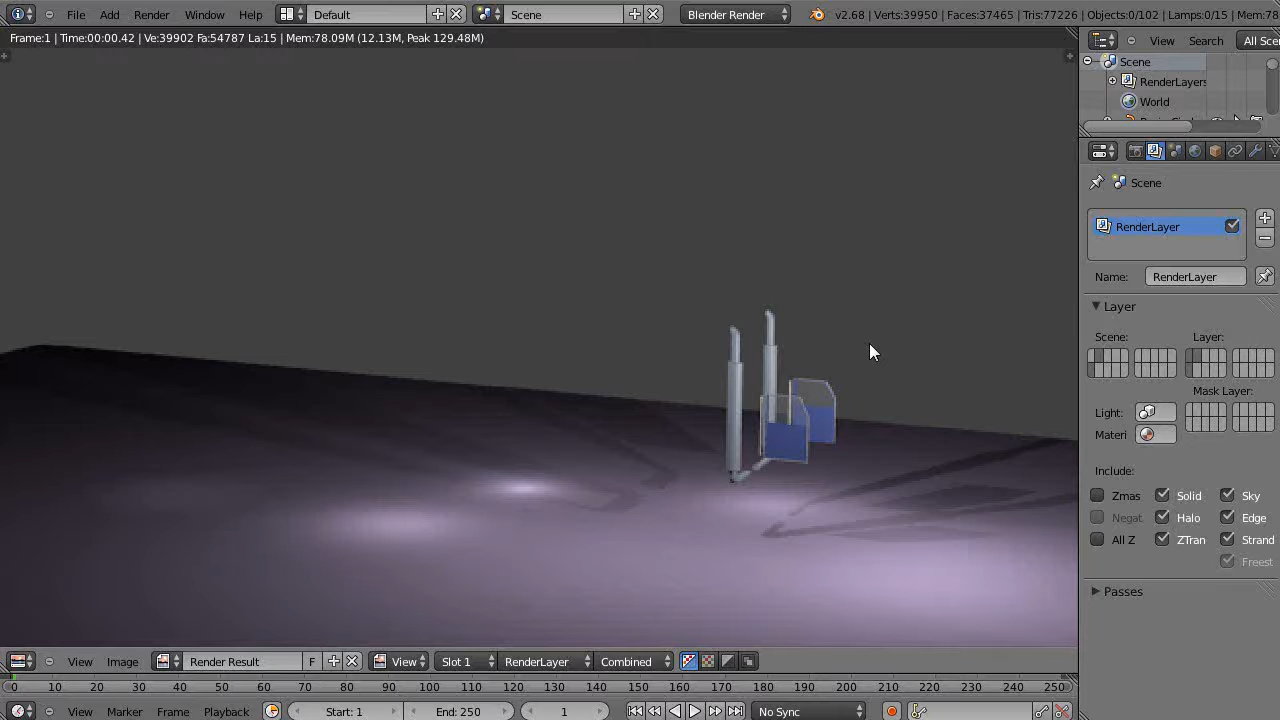 File Add Render Window Help Default Scene Blender Render v2.68 | Verts:39950 | Faces:37465 | Tris:77226 | Objects:0/102 | Lamps:0/15 | Mem:78
Frame:1 | Time:00:00.42 | Ve:39902 Fa:54787 La:15 | Mem:78.09M (12.13M, Peak 129.48M)
View Search All Sce
Scene
RenderLayers
World
Scene
RenderLayer
Name: RenderLayer
Layer
Scene: Layer:
Mask Layer:
Light:
Materi
Include:
Zmas Solid Sky
Negat Halo Edge
All Z ZTran Strand
Freest
Passes
View Image Render Result F View Slot 1 RenderLayer Combined
0 10 20 30 40 50 60 70 80 90 100 110 120 130 140 150 160 170 180 190 200 210 220 230 240 250
View Marker Frame Playback Start: 1 End: 250 1 No Sync